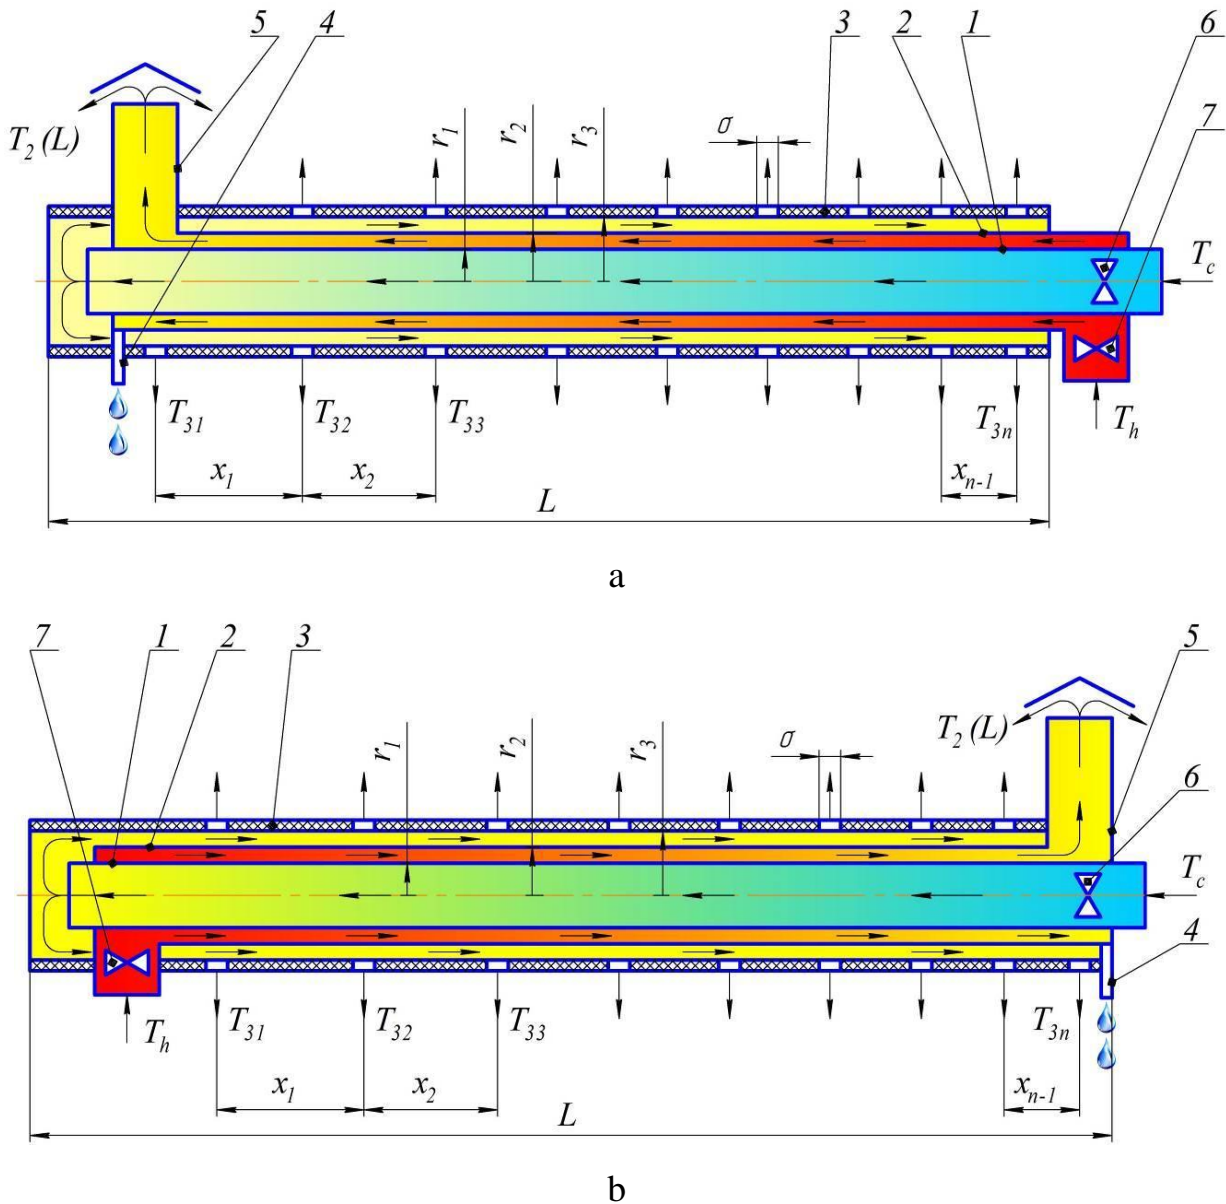 5 4 3 2 1 6
7
T2 (L)
r1 r2 r3 σ
Tc
T31 T32 T33 T3n Th
x1 x2 xn-1
L
a
7 1 2 3 5
T2 (L)
r1 r2 r3 σ
6
Tc
4
Th T31 T32 T33 T3n
x1 x2 xn-1
L
b